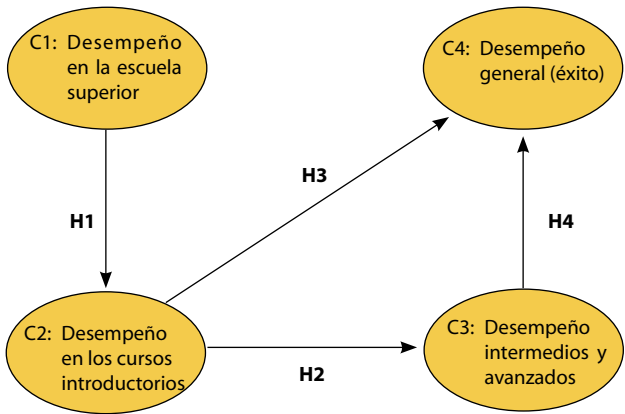 C1: Desempeño
en la escuela
superior
C4: Desempeño
general (éxito)
H3
H1
H4
C2: Desempeño
en los cursos
introductorios
C3: Desempeño
intermedios y
avanzados
H2